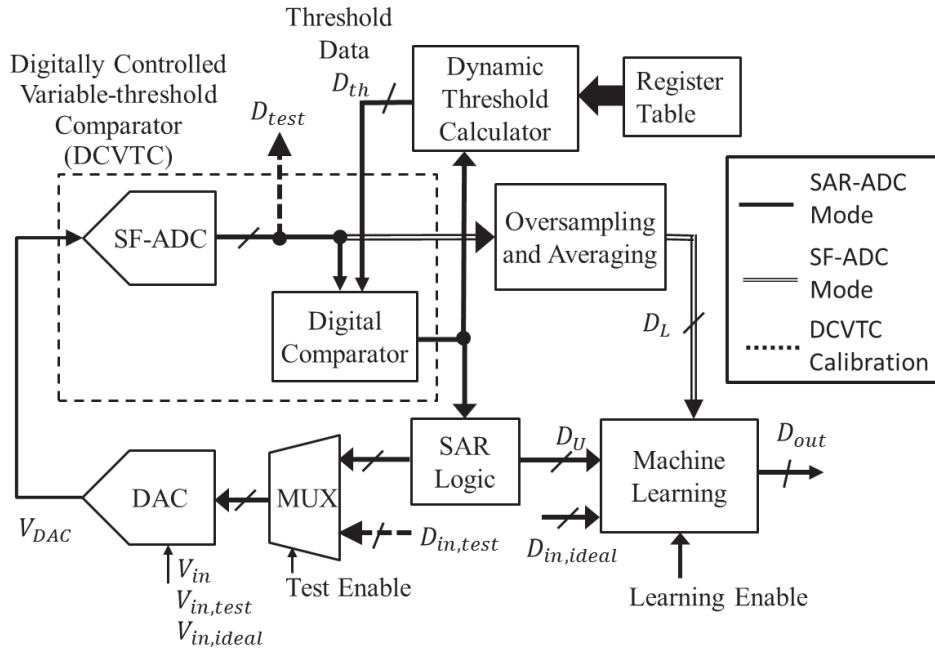 Threshold
Data
D_th
Digitally Controlled
Variable-threshold
Comparator
(DCVTC)
D_test
Dynamic
Threshold
Calculator
Register
Table
SF-ADC
Oversampling
and Averaging
SAR-ADC
Mode
SF-ADC
Mode
DCVTC
Calibration
Digital
Comparator
D_L
SAR
Logic
D_U
Machine
Learning
D_out
DAC
MUX
V_DAC
D_in,test
D_in,ideal
V_in
V_in,test
V_in,ideal
Test Enable
Learning Enable